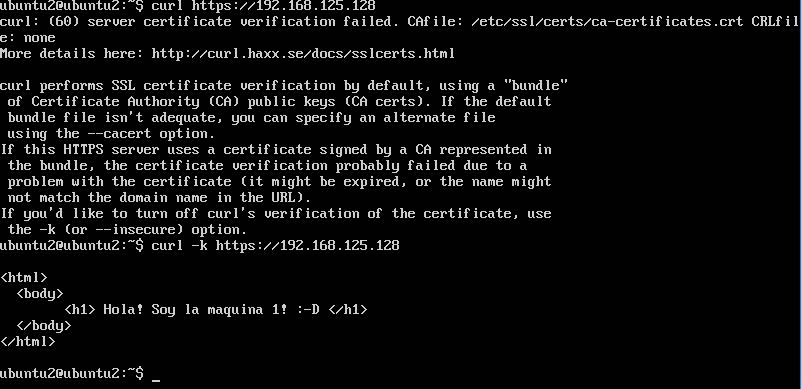 ubuntu2@ubuntu2:~$ curl https://192.168.125.128
curl: (60) server certificate verification failed. CAfile: /etc/ssl/certs/ca-certificates.crt CRLfil
e: none
More details here: http://curl.haxx.se/docs/sslcerts.html

curl performs SSL certificate verification by default, using a "bundle"
 of Certificate Authority (CA) public keys (CA certs). If the default
 bundle file isn't adequate, you can specify an alternate file
 using the --cacert option.
If this HTTPS server uses a certificate signed by a CA represented in
 the bundle, the certificate verification probably failed due to a
 problem with the certificate (it might be expired, or the name might
 not match the domain name in the URL).
If you'd like to turn off curl's verification of the certificate, use
 the -k (or --insecure) option.
ubuntu2@ubuntu2:~$ curl -k https://192.168.125.128

<html>
  <body>
        <h1> Hola! Soy la maquina 1! :-D </h1>
  </body>
</html>

ubuntu2@ubuntu2:~$ _